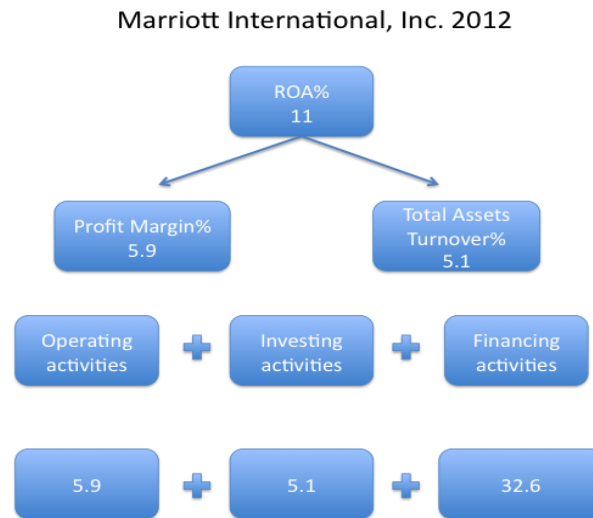 Marriott International, Inc. 2012
ROA%
11
Profit Margin%
5.9
Total Assets
Turnover%
5.1
Operating
activities
Investing
activities
Financing
activities
5.9
5.1
32.6